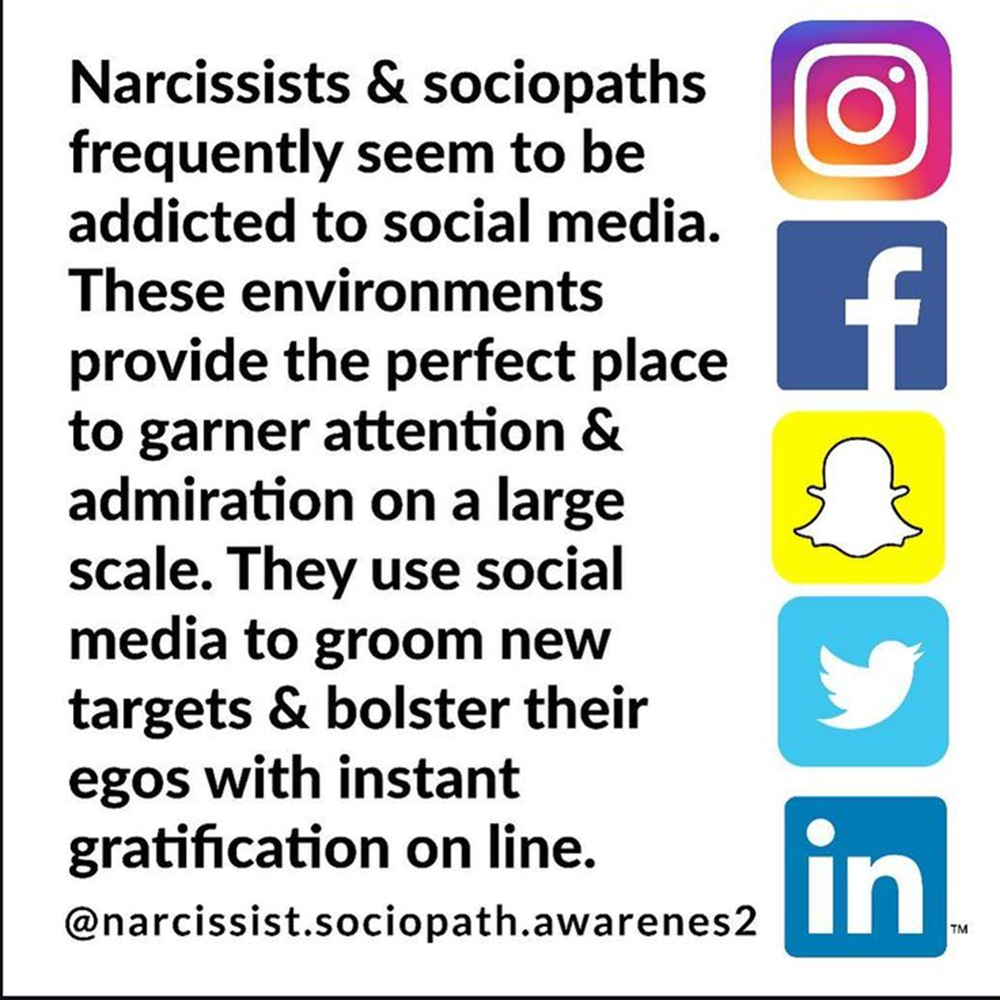 Narcissists & sociopaths
frequently seem to be
addicted to social media.
These environments
provide the perfect place
to garner attention &
admiration on a large
scale. They use social
media to groom new
targets & bolster their
egos with instant
gratification on line.
@narcissist.sociopath.awarenes2
f
in
TM